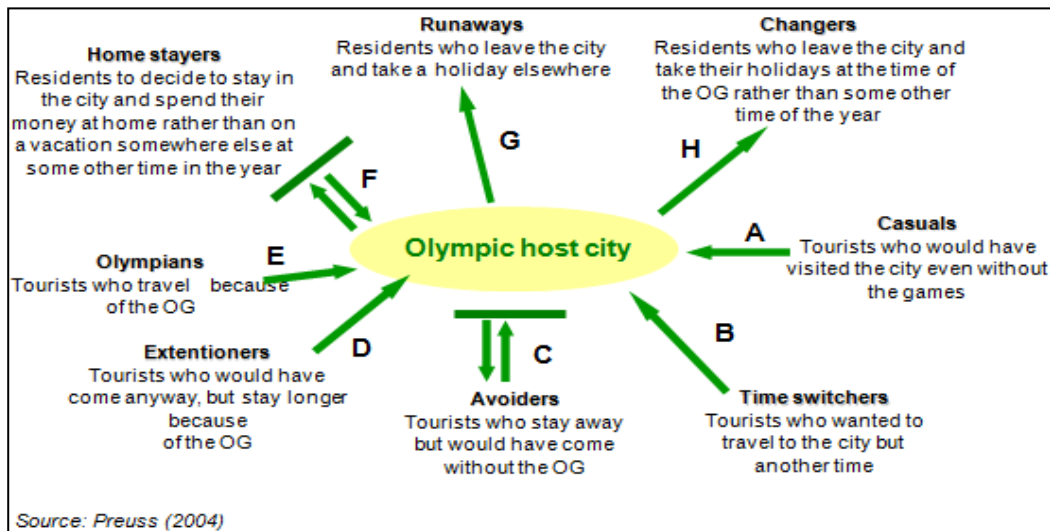 Home stayers
Residents to decide to stay in
the city and spend their
money at home rather than on
a vacation somewhere else at
some other time in the year
Runaways
Residents who leave the city
and take a holiday elsewhere
Changers
Residents who leave the city and
take their holidays at the time of
the OG rather than some other
time of the year
G
H
F
Olympic host city
A
Casuals
Tourists who would have
visited the city even without
the games
Olympians
Tourists who travel because
of the OG
E
Extentioners
Tourists who would have
come anyway, but stay longer
because
of the OG
D
C
Avoiders
Tourists who stay away
but would have come
without the OG
B
Time switchers
Tourists who wanted to
travel to the city but
another time
Source: Preuss (2004)